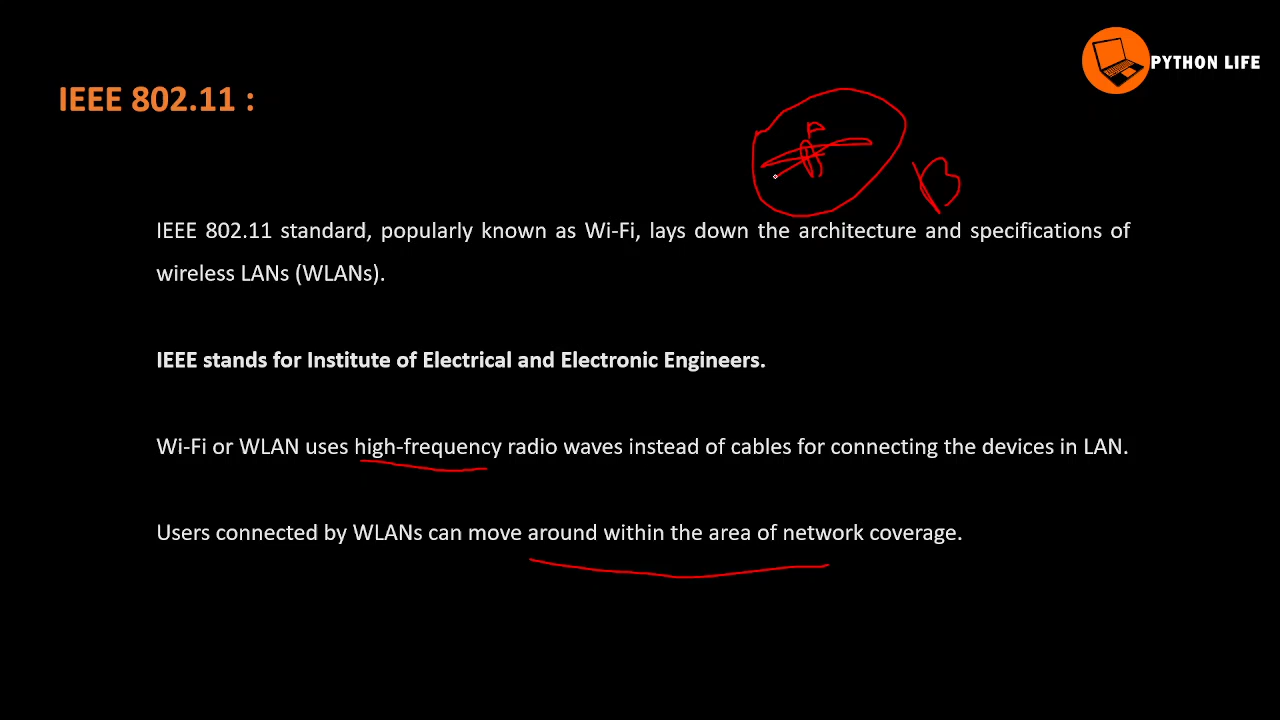 PYTHON LIFE
IEEE 802.11 :
B
IEEE 802.11 standard, popularly known as Wi-Fi, lays down the architecture and specifications of
wireless LANs (WLANs).
IEEE stands for Institute of Electrical and Electronic Engineers.
Wi-Fi or WLAN uses high-frequency radio waves instead of cables for connecting the devices in LAN.
Users connected by WLANs can move around within the area of network coverage.